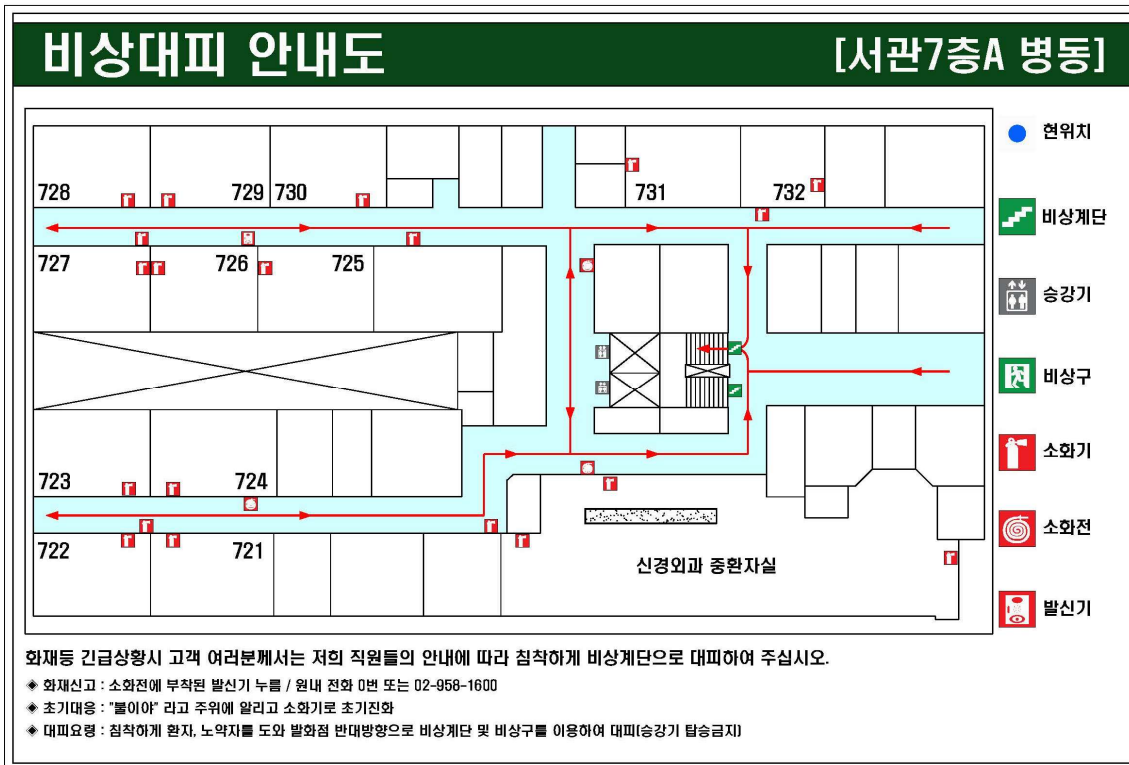 비상대피 안내도
[서관7층A 병동]
현위치
비상계단
승강기
비상구
소화기
소화전
발신기
728
729
730
731
732
727
726
725
723
724
722
721
신경외과 중환자실
화재등 긴급상황시 고객 여러분께서는 저희 직원들의 안내에 따라 침착하게 비상계단으로 대피하여 주십시오.
◈ 화재신고 : 소화전에 부착된 발신기 누름 / 원내 전화 0번 또는 02-958-1600
◈ 초기대응 : "불이야" 라고 주위에 알리고 소화기로 초기진화
◈ 대피요령 : 침착하게 환자, 노약자를 도와 발화점 반대방향으로 비상계단 및 비상구를 이용하여 대피(승강기 탑승금지)